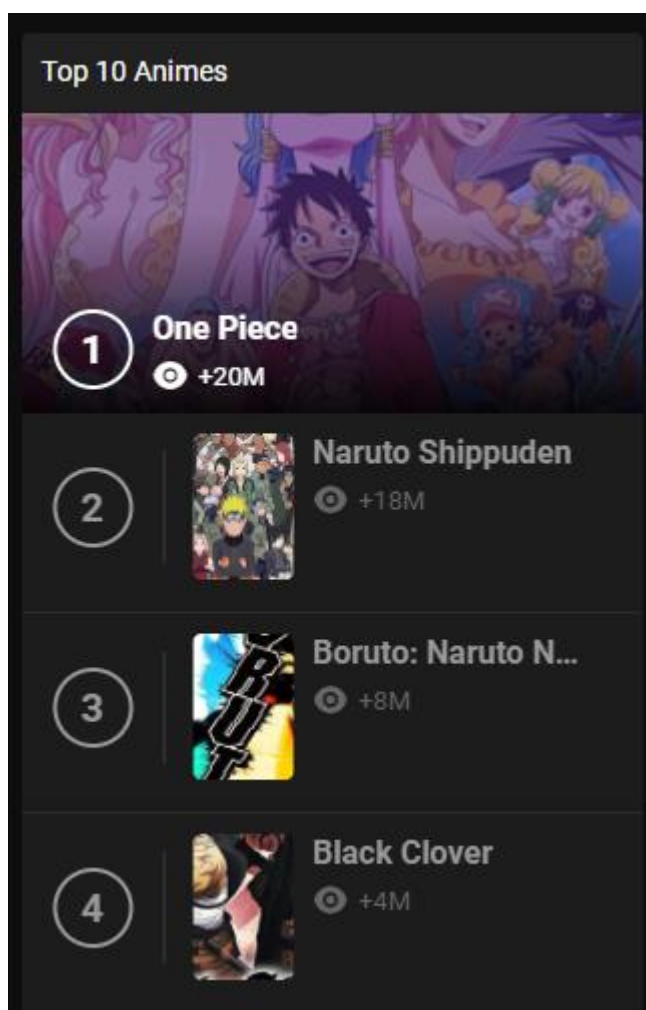 Top 10 Animes
1
One Piece
+20M
2
Naruto Shippuden
+18M
3
Boruto: Naruto N...
+8M
RUT
4
Black Clover
+4M